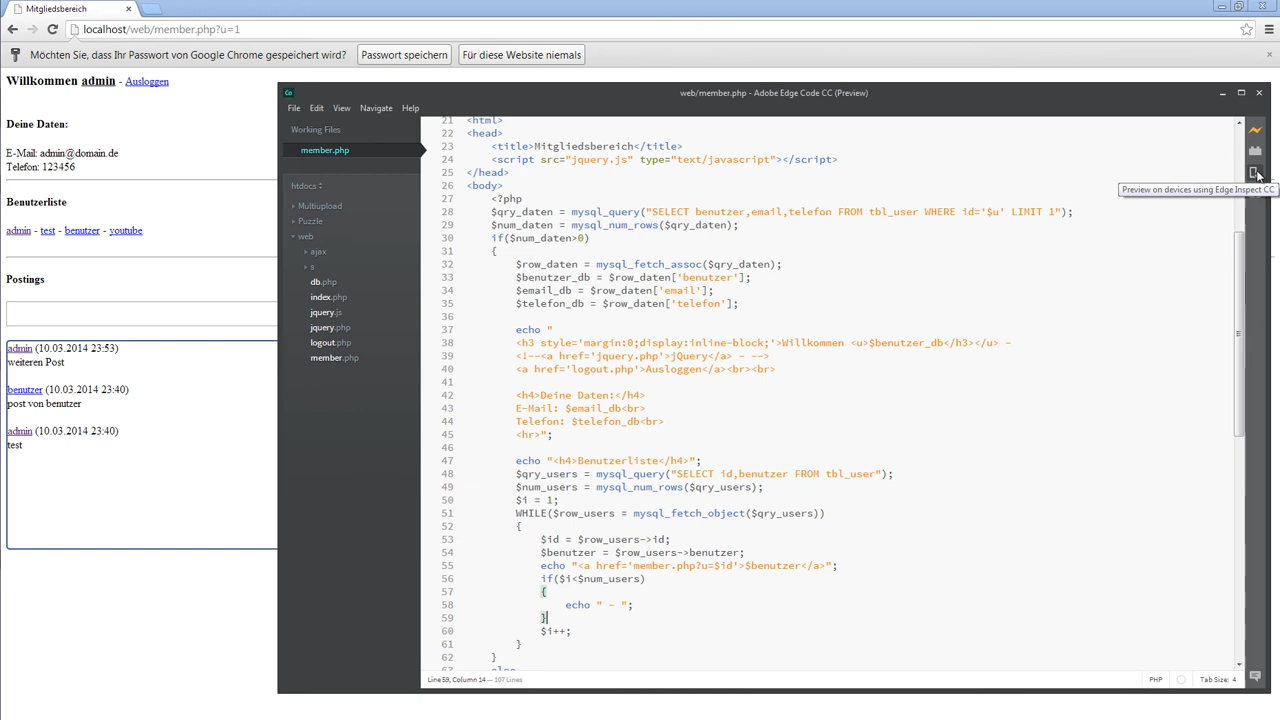 Mitgliedsbereich
localhost/web/member.php?u=1
Möchten Sie, dass Ihr Passwort von Google Chrome gespeichert wird? Passwort speichern Für diese Website niemals
Willkommen admin - Ausloggen
Deine Daten:
E-Mail: admin@domain.de
Telefon: 123456
Benutzerliste
admin - test - benutzer - youtube
Postings
admin (10.03.2014 23:53)
weiteren Post
benutzer (10.03.2014 23:40)
post von benutzer
admin (10.03.2014 23:40)
test
Co
web/member.php - Adobe Edge Code CC (Preview)
File Edit View Navigate Help
Working Files
member.php
htdocs
Multiupload
Puzzle
web
ajax
s
db.php
index.php
jquery.js
jquery.php
logout.php
member.php
21 <html>
22 <head>
23 <title>Mitgliedsbereich</title>
24 <script src="jquery.js" type="text/javascript"></script>
25 </head>
26 <body>
27 <?php
28 $qry_daten = mysql_query("SELECT benutzer,email,telefon FROM tbl_user WHERE id='$u' LIMIT 1");
29 $num_daten = mysql_num_rows($qry_daten);
30 if($num_daten>0)
31 {
32 $row_daten = mysql_fetch_assoc($qry_daten);
33 $benutzer_db = $row_daten['benutzer'];
34 $email_db = $row_daten['email'];
35 $telefon_db = $row_daten['telefon'];
36
37 echo "
38 <h3 style='margin:0;display:inline-block;'>Willkommen <u>$benutzer_db</h3></u> -
39 <!--<a href='jquery.php'>jQuery</a> - -->
40 <a href='logout.php'>Ausloggen</a><br><br>
41
42 <h4>Deine Daten:</h4>
43 E-Mail: $email_db<br>
44 Telefon: $telefon_db<br>
45 <hr>";
46
47 echo "<h4>Benutzerliste</h4>";
48 $qry_users = mysql_query("SELECT id,benutzer FROM tbl_user");
49 $num_users = mysql_num_rows($qry_users);
50 $i = 1;
51 WHILE($row_users = mysql_fetch_object($qry_users))
52 {
53 $id = $row_users->id;
54 $benutzer = $row_users->benutzer;
55 echo "<a href='member.php?u=$id'>$benutzer</a>";
56 if($i<$num_users)
57 {
58 echo " - ";
59 }
60 $i++;
61 }
62 }
63 else
Preview on devices using Edge Inspect CC
Line 59, Column 14 — 107 Lines
PHP
Tab Size: 4